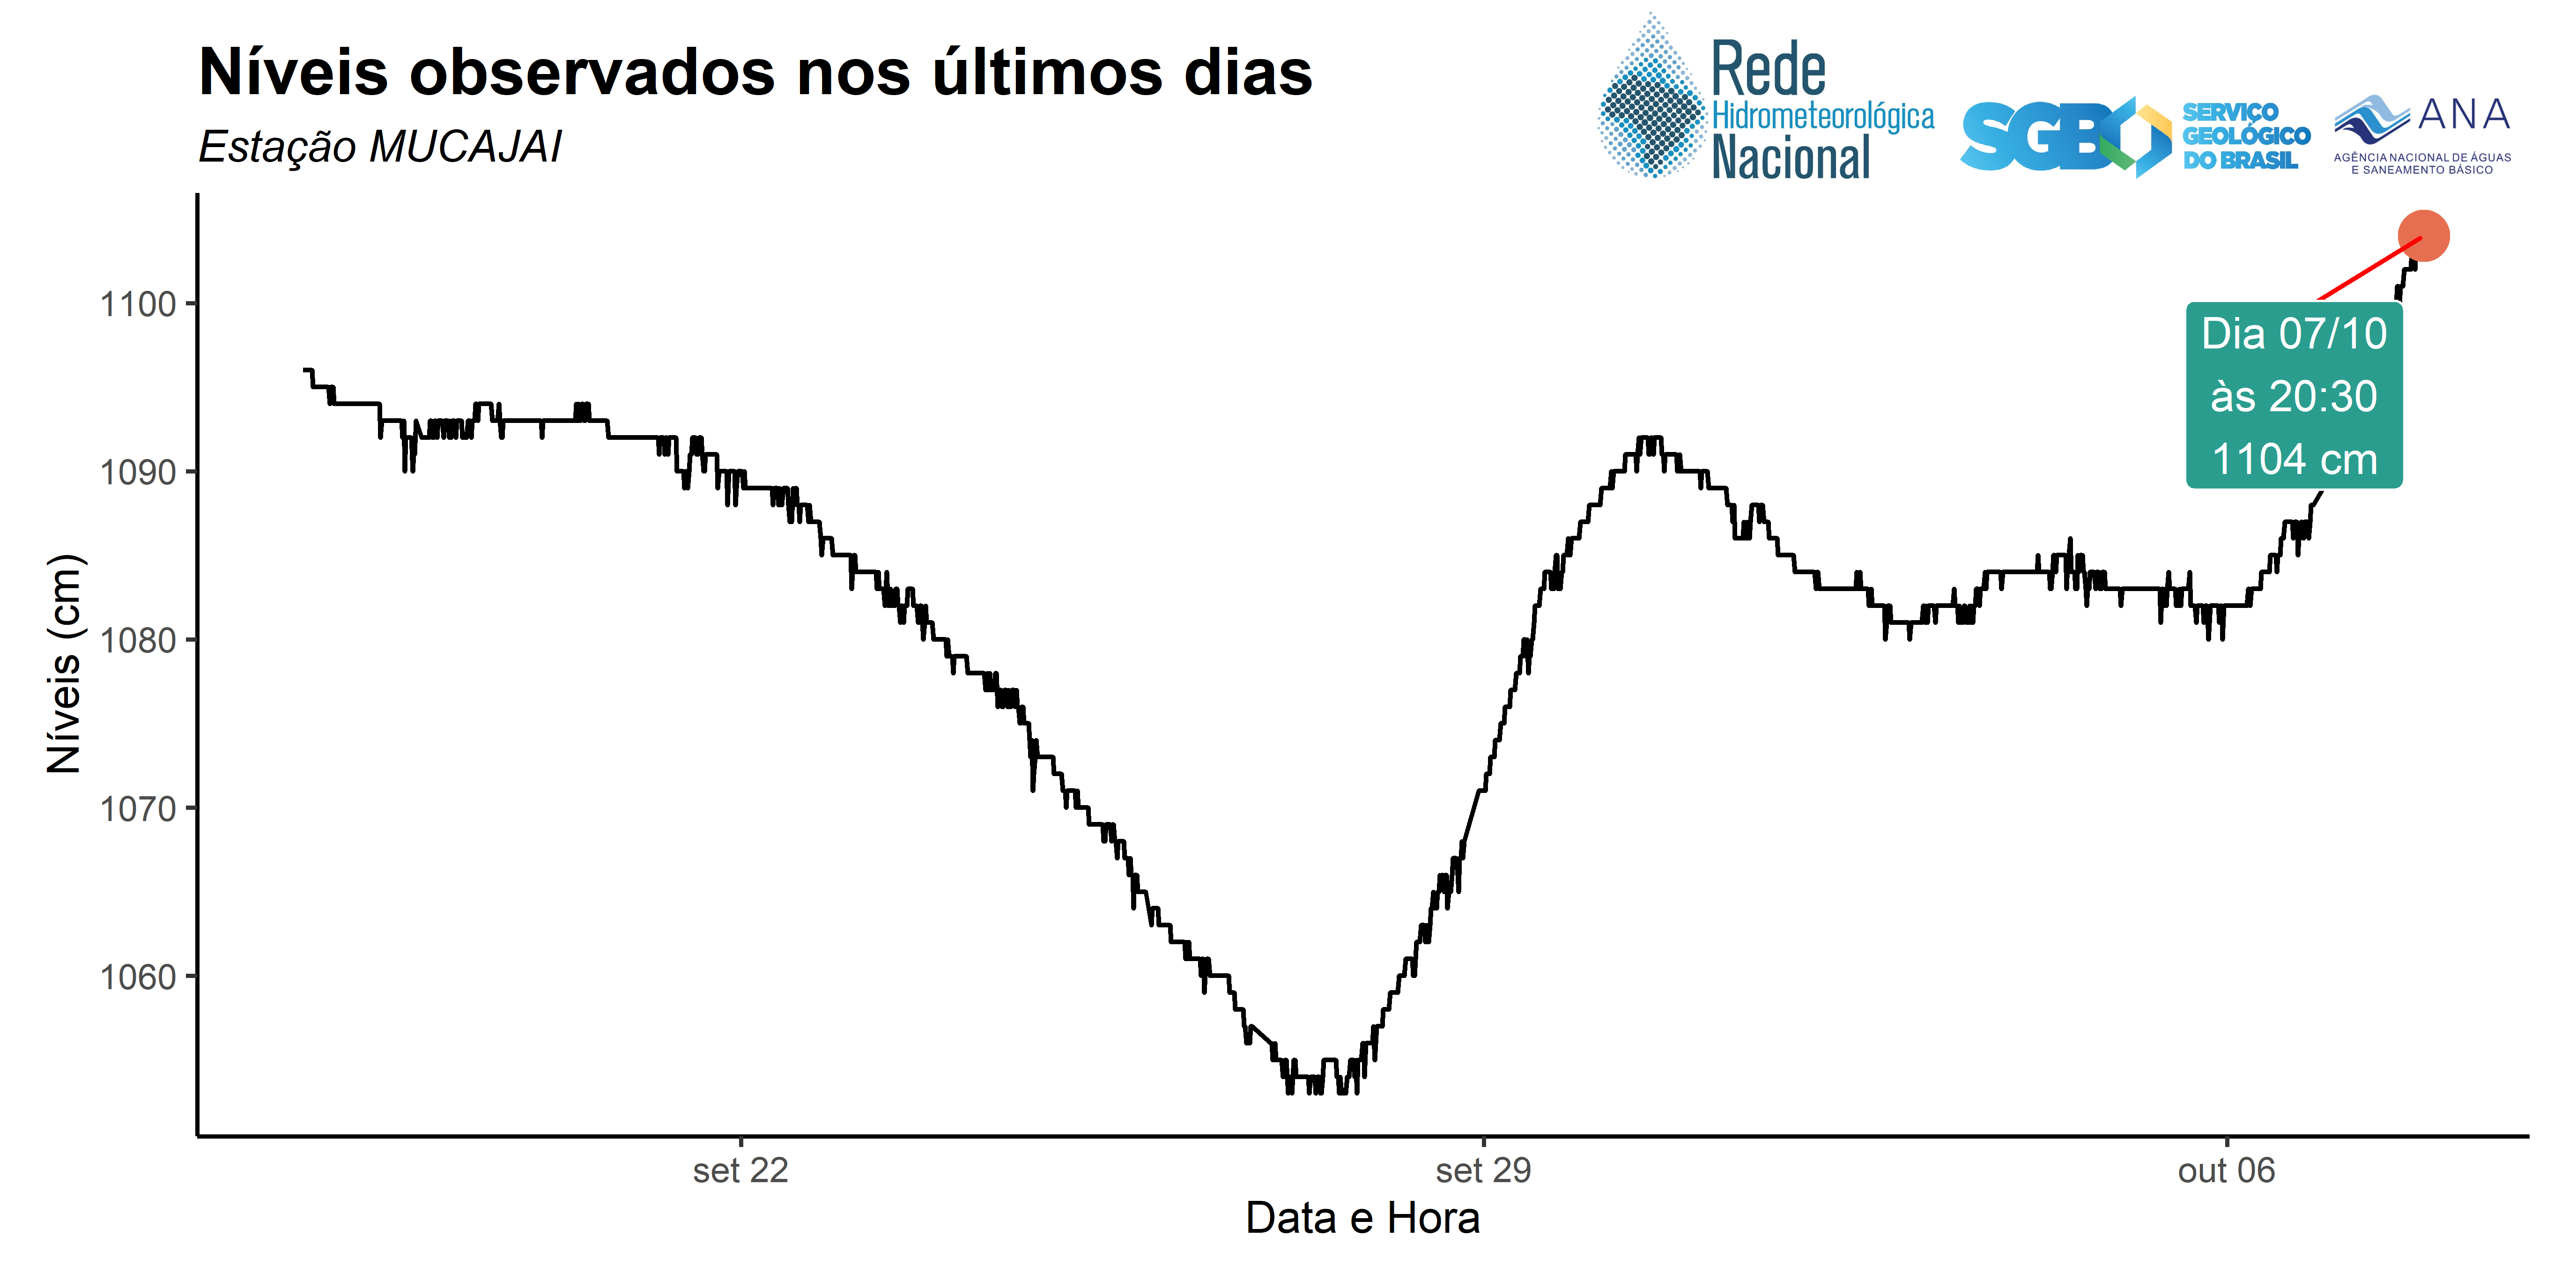 Níveis observados nos últimos dias
Estação MUCAJAI
Rede
Hidrometeorológica
Nacional
SGB
SERVIÇO
GEOLÓGICO
DO BRASIL
ANA
AGÊNCIA NACIONAL DE ÁGUAS
E SANEAMENTO BÁSICO
Níveis (cm)
1100
1090
1080
1070
1060
Dia 07/10
às 20:30
1104 cm
set 22
set 29
out 06
Data e Hora